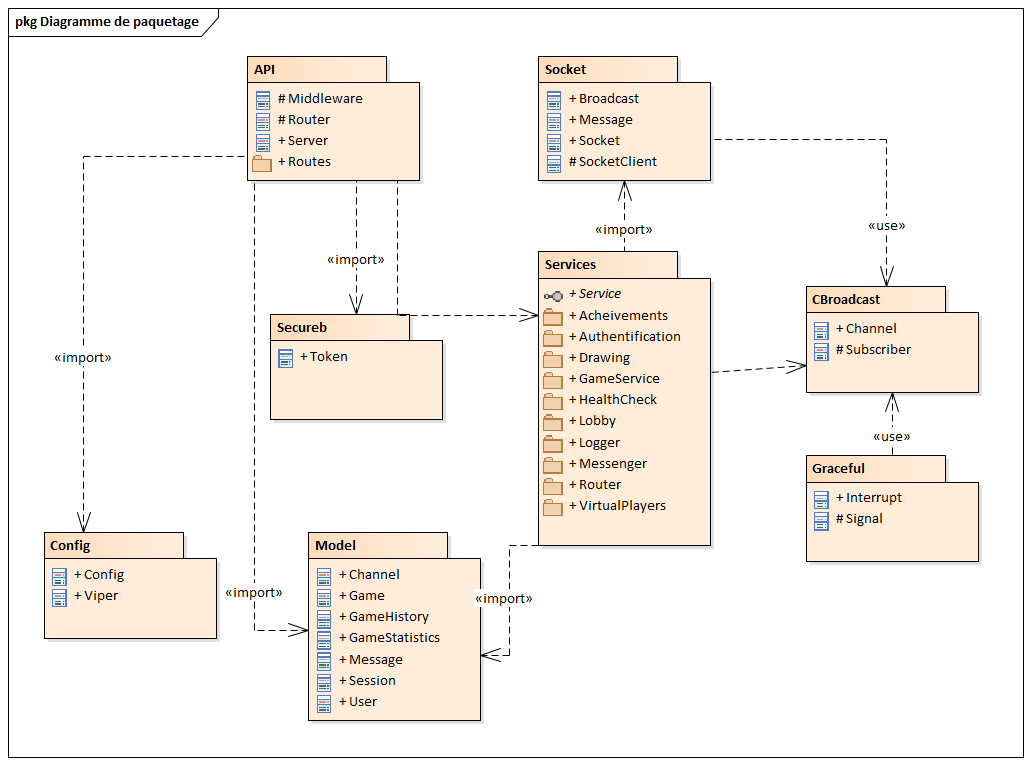 pkg Diagramme de paquetage
API
# Middleware
# Router
+ Server
+ Routes
Socket
+ Broadcast
+ Message
+ Socket
# SocketClient
«import»
«use»
«import»
Services
+ Service
+ Acheivements
+ Authentification
+ Drawing
+ GameService
+ HealthCheck
+ Lobby
+ Logger
+ Messenger
+ Router
+ VirtualPlayers
CBroadcast
+ Channel
# Subscriber
Secureb
+ Token
«import»
«use»
Graceful
+ Interrupt
# Signal
Config
+ Config
+ Viper
«import»
Model
+ Channel
+ Game
+ GameHistory
+ GameStatistics
+ Message
+ Session
+ User
«import»